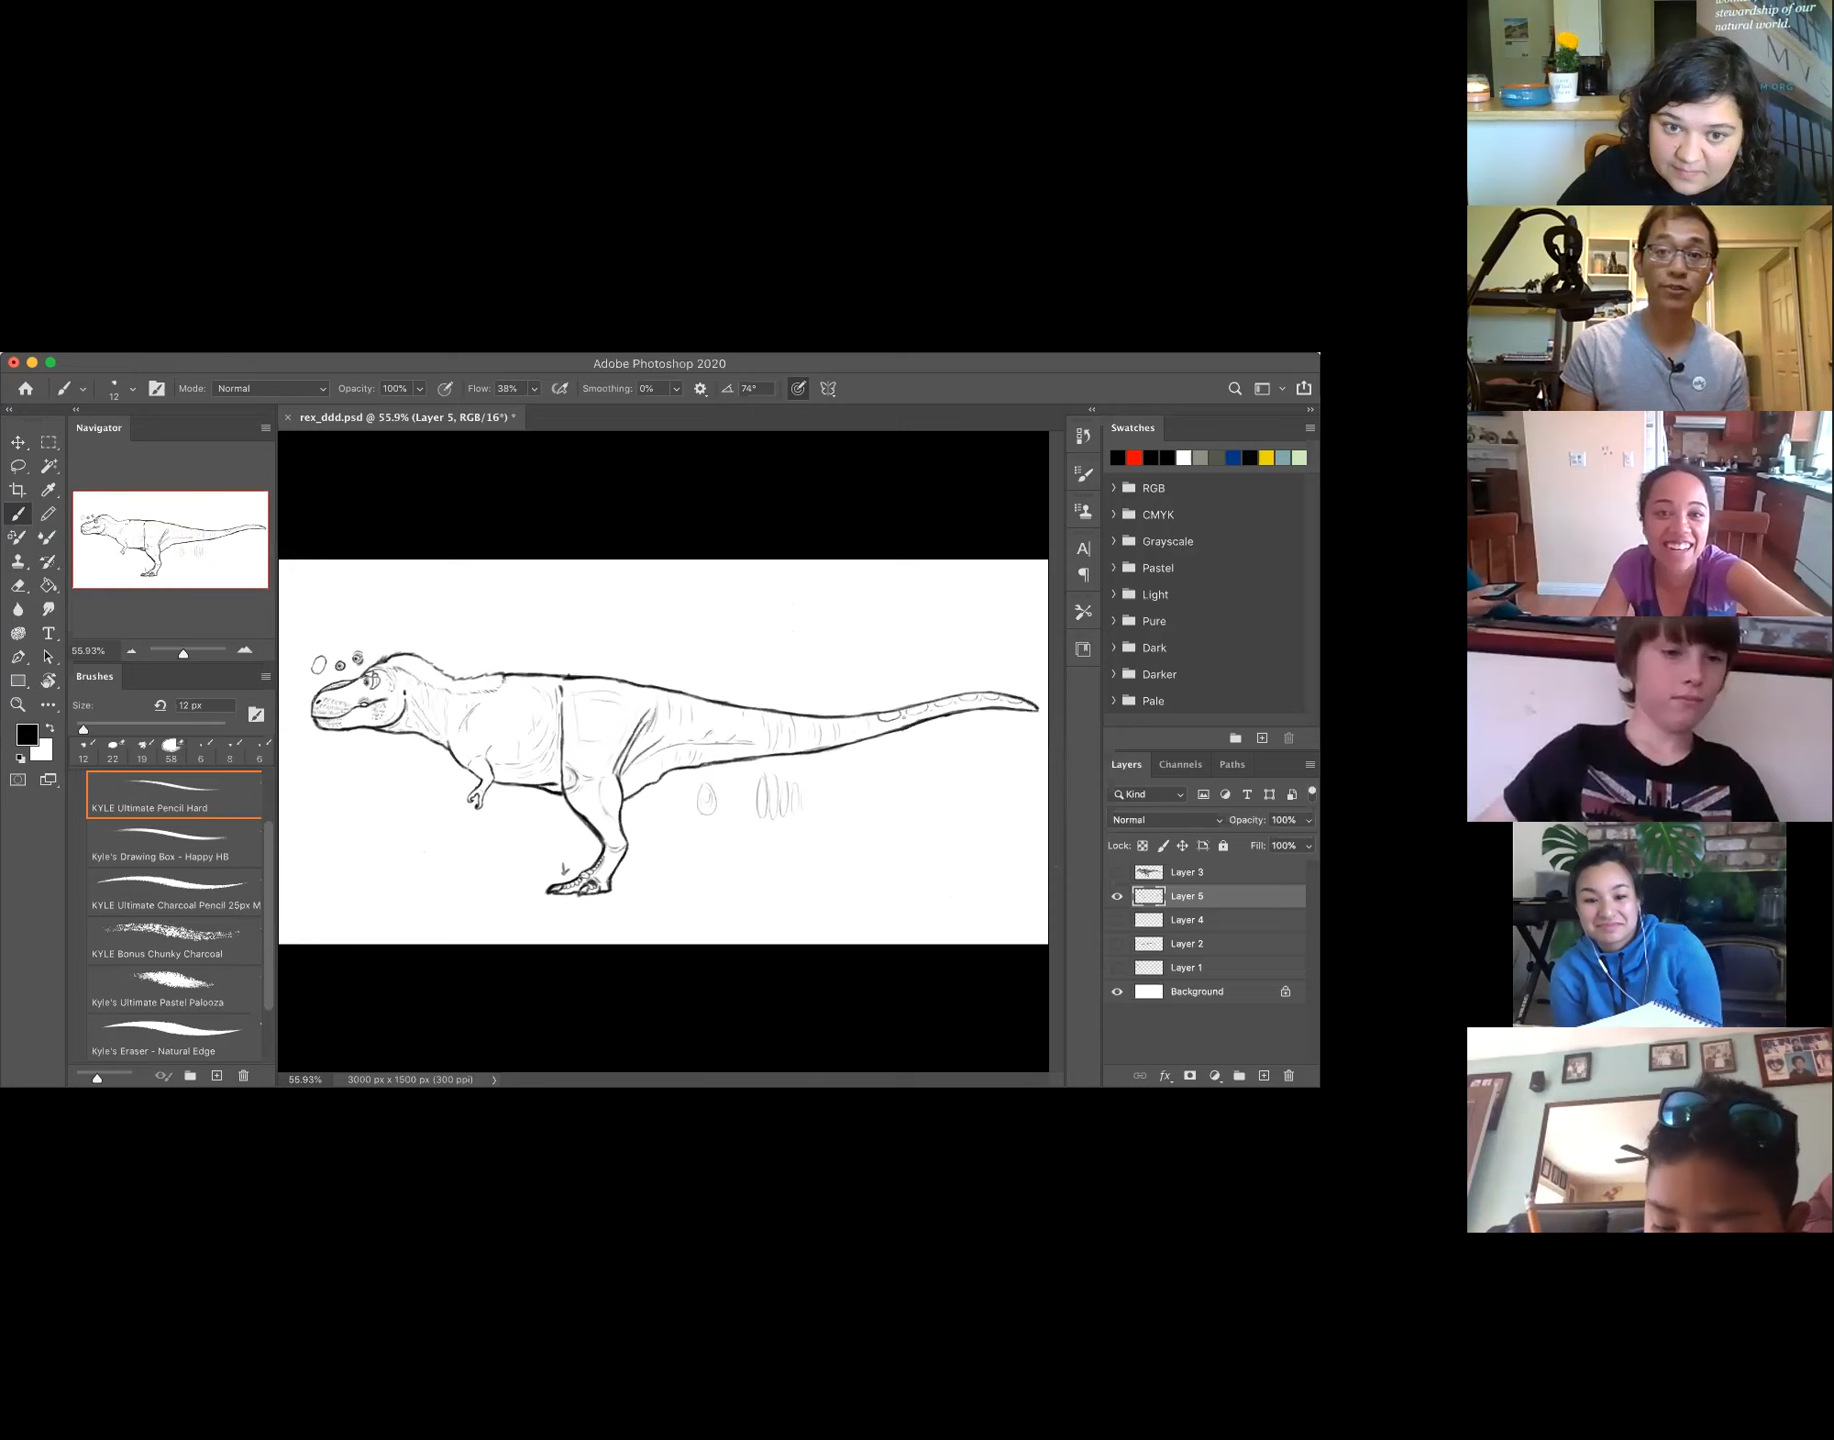 stewardship of our
natural world.
M V
M.ORG
Adobe Photoshop 2020
12
Mode:
Normal
Opacity: 100%
Flow: 38%
Smoothing: 0%
74°
rex_ddd.psd @ 55.9% (Layer 5, RGB/16*) *
Navigator
55.93%
Brushes
Size:
12 px
12
22
19
58
6
8
6
KYLE Ultimate Pencil Hard
Kyle's Drawing Box - Happy HB
KYLE Ultimate Charcoal Pencil 25px M
KYLE Bonus Chunky Charcoal
Kyle's Ultimate Pastel Palooza
Kyle's Eraser - Natural Edge
55.93%
3000 px x 1500 px (300 ppi)
Swatches
RGB
CMYK
Grayscale
Pastel
Light
Pure
Dark
Darker
Pale
Layers
Channels
Paths
Kind
Normal
Opacity: 100%
Lock:
Fill: 100%
Layer 3
Layer 5
Layer 4
Layer 2
Layer 1
Background
fx